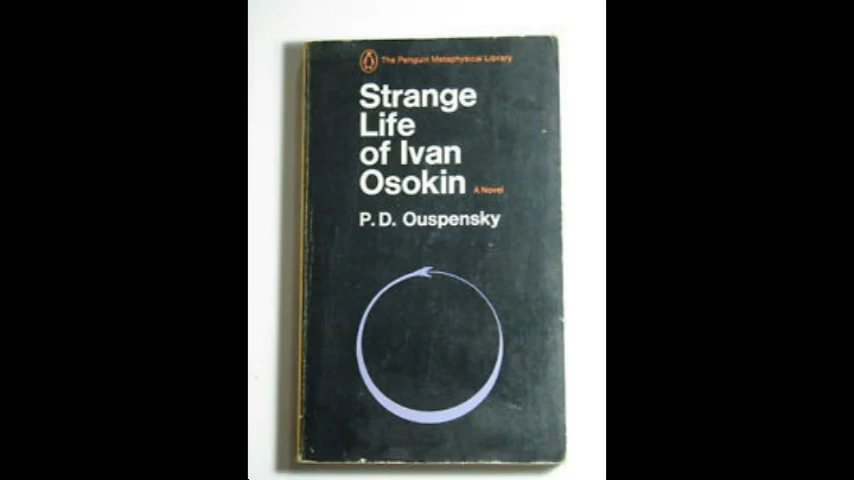 The Penguin Metaphysical Library
Strange
Life
of Ivan
Osokin A Novel
P.D. Ouspensky